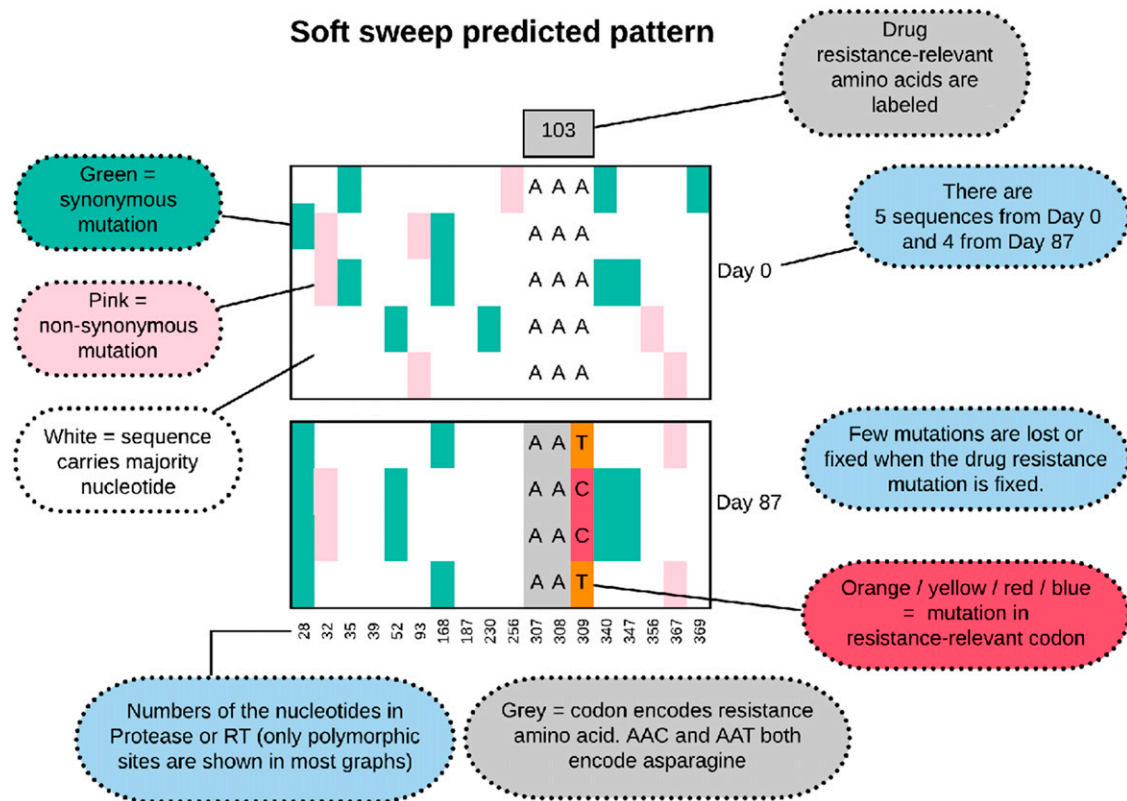 Soft sweep predicted pattern
Drug
resistance-relevant
amino acids are
labeled
103
Green =
synonymous
mutation
Pink =
non-synonymous
mutation
White = sequence
carries majority
nucleotide
A A A
A A A
A A A
A A A
A A A
Day 0
There are
5 sequences from Day 0
and 4 from Day 87
A A T
A A C
A A C
A A T
Day 87
Few mutations are lost or
fixed when the drug resistance
mutation is fixed.
Orange / yellow / red / blue
= mutation in
resistance-relevant codon
28 32 35 39 52 93 168 187 230 256 307 308 309 340 347 356 367 369
Numbers of the nucleotides in
Protease or RT (only polymorphic
sites are shown in most graphs)
Grey = codon encodes resistance
amino acid. AAC and AAT both
encode asparagine